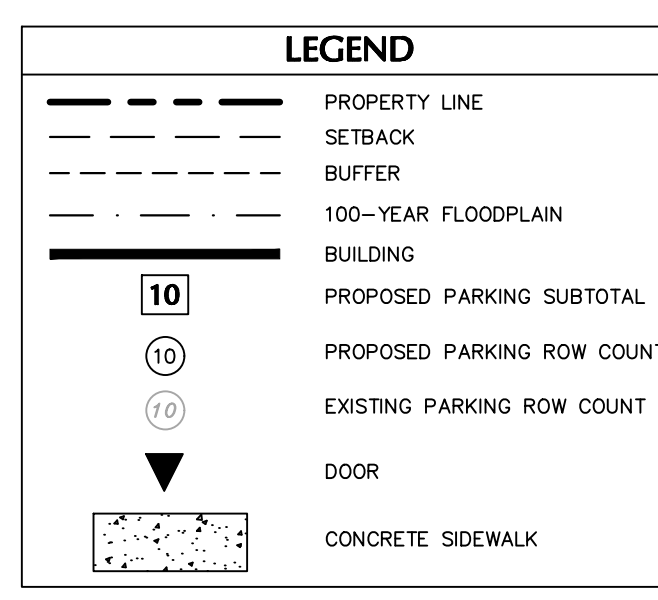 LEGEND
PROPERTY LINE
SETBACK
BUFFER
100-YEAR FLOODPLAIN
BUILDING
10 PROPOSED PARKING SUBTOTAL
10 PROPOSED PARKING ROW COUNT
10 EXISTING PARKING ROW COUNT
DOOR
CONCRETE SIDEWALK